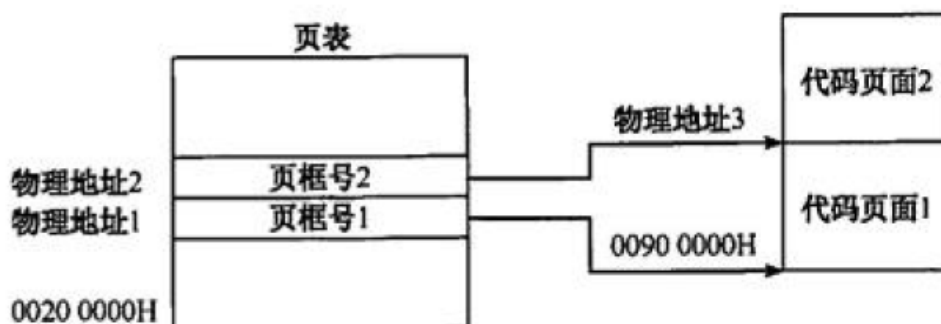 页表
代码页面2
物理地址3
物理地址2
页框号2
物理地址1
页框号1
代码页面1
0090 0000H
0020 0000H